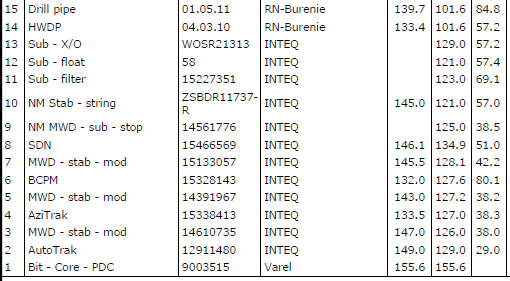 15 Drill pipe 01.05.11 RN-Burenie 139.7 101.6 84.8
14 HWDP 04.03.10 RN-Burenie 133.4 101.6 57.2
13 Sub - X/O WOSR21313 INTEQ 129.0 57.2
12 Sub - float 58 INTEQ 121.0 57.4
11 Sub - filter 15227351 INTEQ 123.0 69.1
10 NM Stab - string ZSBDR11737-R INTEQ 145.0 121.0 57.0
9 NM MWD - sub - stop 14561776 INTEQ 125.0 38.5
8 SDN 15466569 INTEQ 146.1 134.9 51.0
7 MWD - stab - mod 15133057 INTEQ 145.5 128.1 42.2
6 BCPM 15328143 INTEQ 132.0 127.6 80.1
5 MWD - stab - mod 14391967 INTEQ 143.0 127.2 38.2
4 AziTrak 15338413 INTEQ 133.5 127.0 38.3
3 MWD - stab - mod 14610735 INTEQ 147.0 126.0 38.0
2 AutoTrak 12911480 INTEQ 149.0 129.0 29.0
1 Bit - Core - PDC 9003515 Varel 155.6 155.6